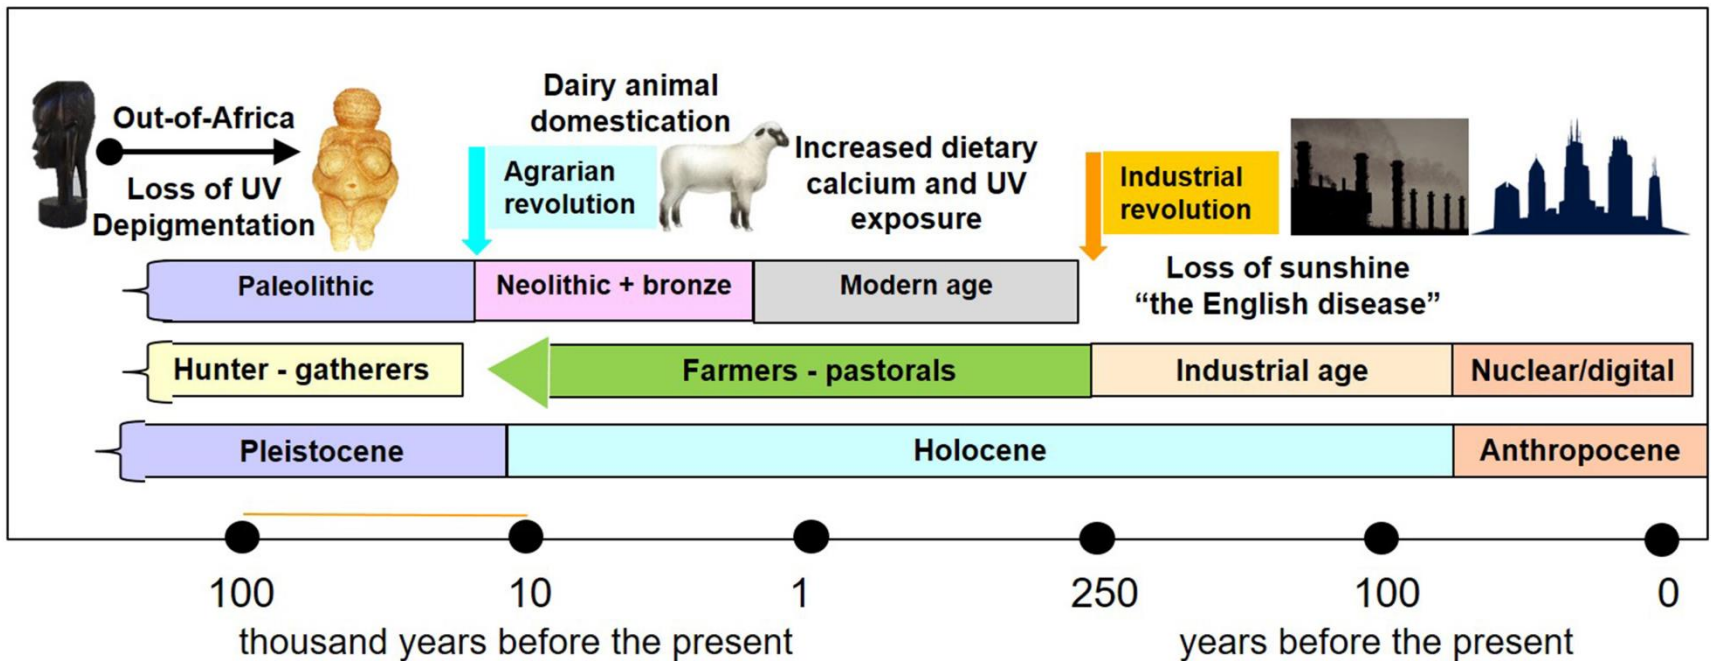 Out-of-Africa
Loss of UV
Depigmentation
Dairy animal
domestication
Agrarian
revolution
Increased dietary
calcium and UV
exposure
Industrial
revolution
Loss of sunshine
“the English disease”
Paleolithic
Neolithic + bronze
Modern age
Hunter - gatherers
Farmers - pastorals
Industrial age
Nuclear/digital
Pleistocene
Holocene
Anthropocene
100
10
1
250
100
0
thousand years before the present
years before the present